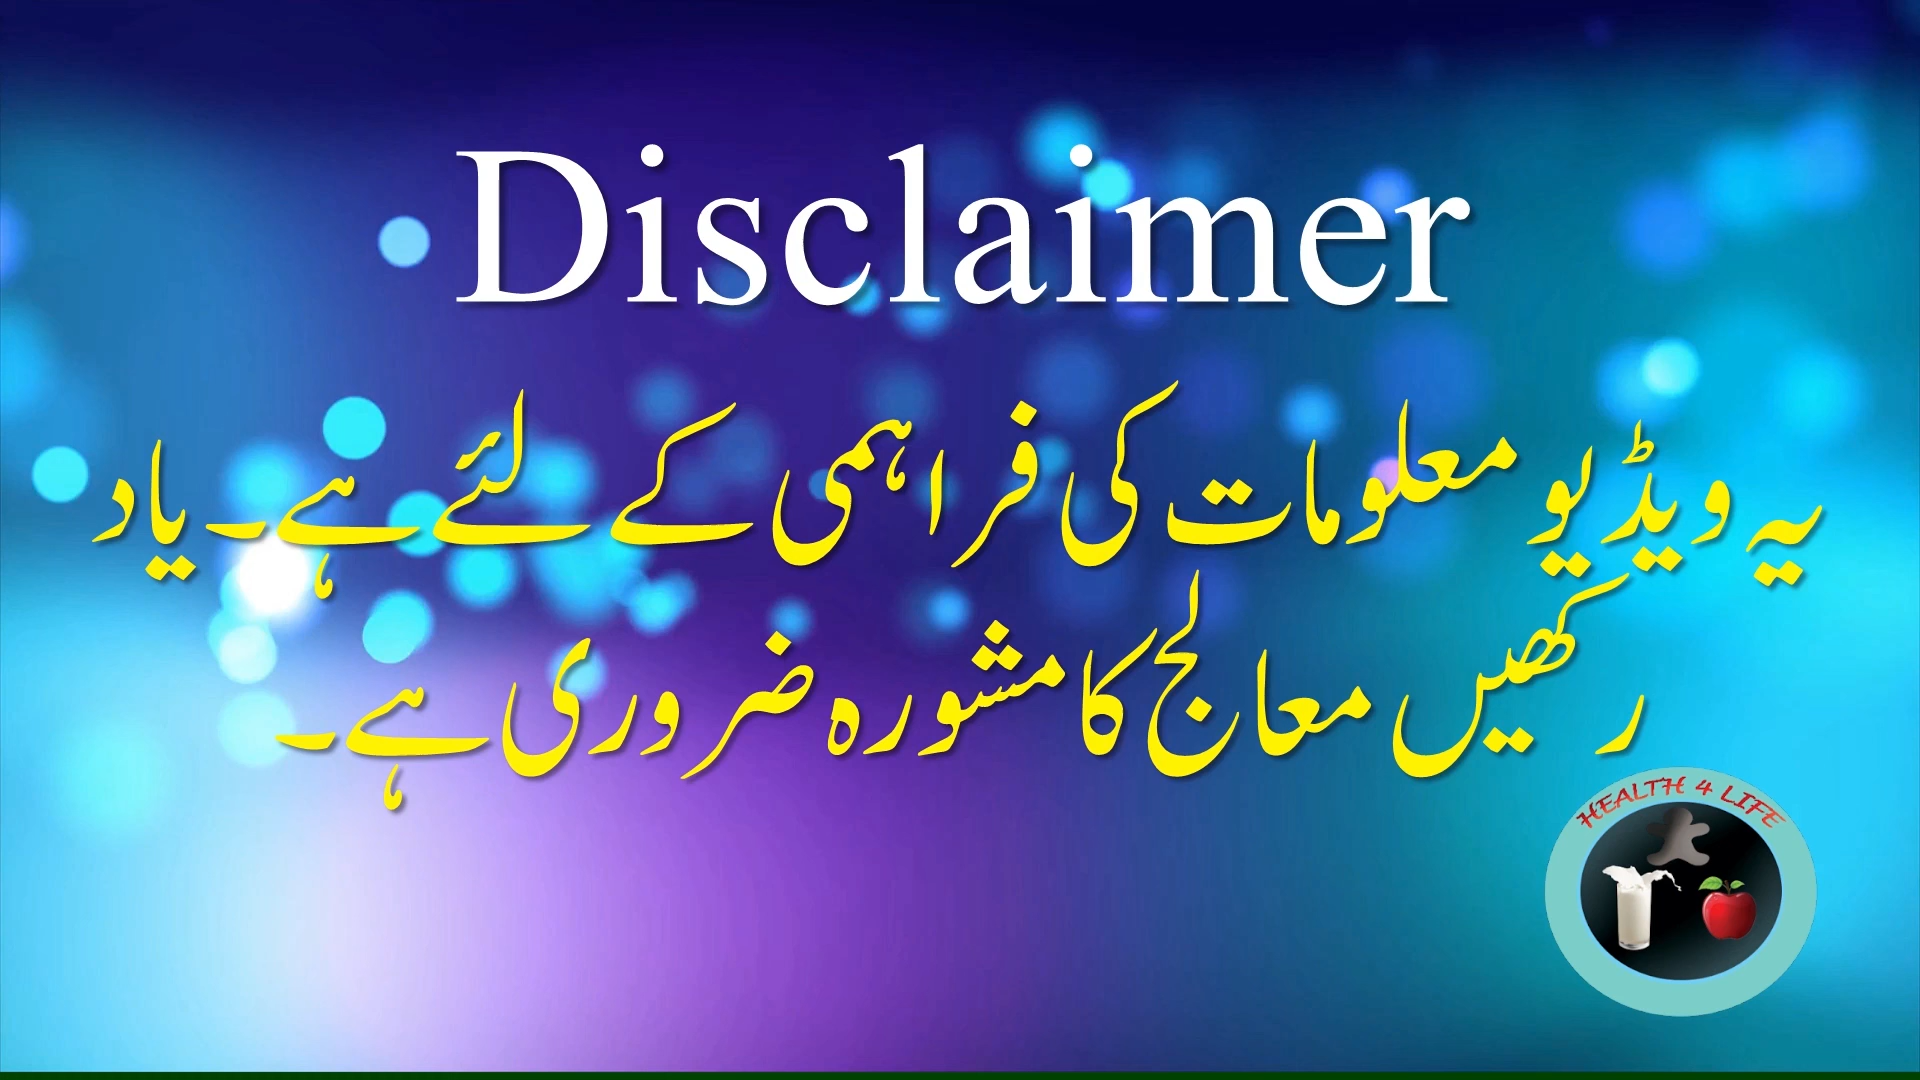 Disclaimer
یہ ویڈیو معلومات کی فراہمی کے لئے ہے۔ یاد
رکھیں معالج کا مشورہ ضروری ہے۔
HEALTH 4 LIFE